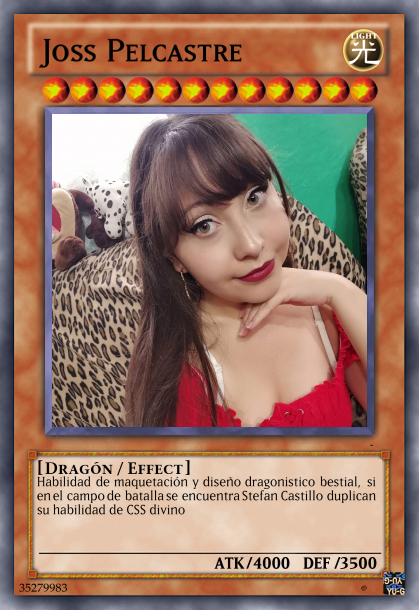 Joss Pelcastre
LIGHT
光
[Dragón / Effect]
Habilidad de maquetación y diseño dragonistico bestial, si
en el campo de batalla se encuentra Stefan Castillo duplican
su habilidad de CSS divino
ATK/4000 DEF/3500
35279983
YU-G